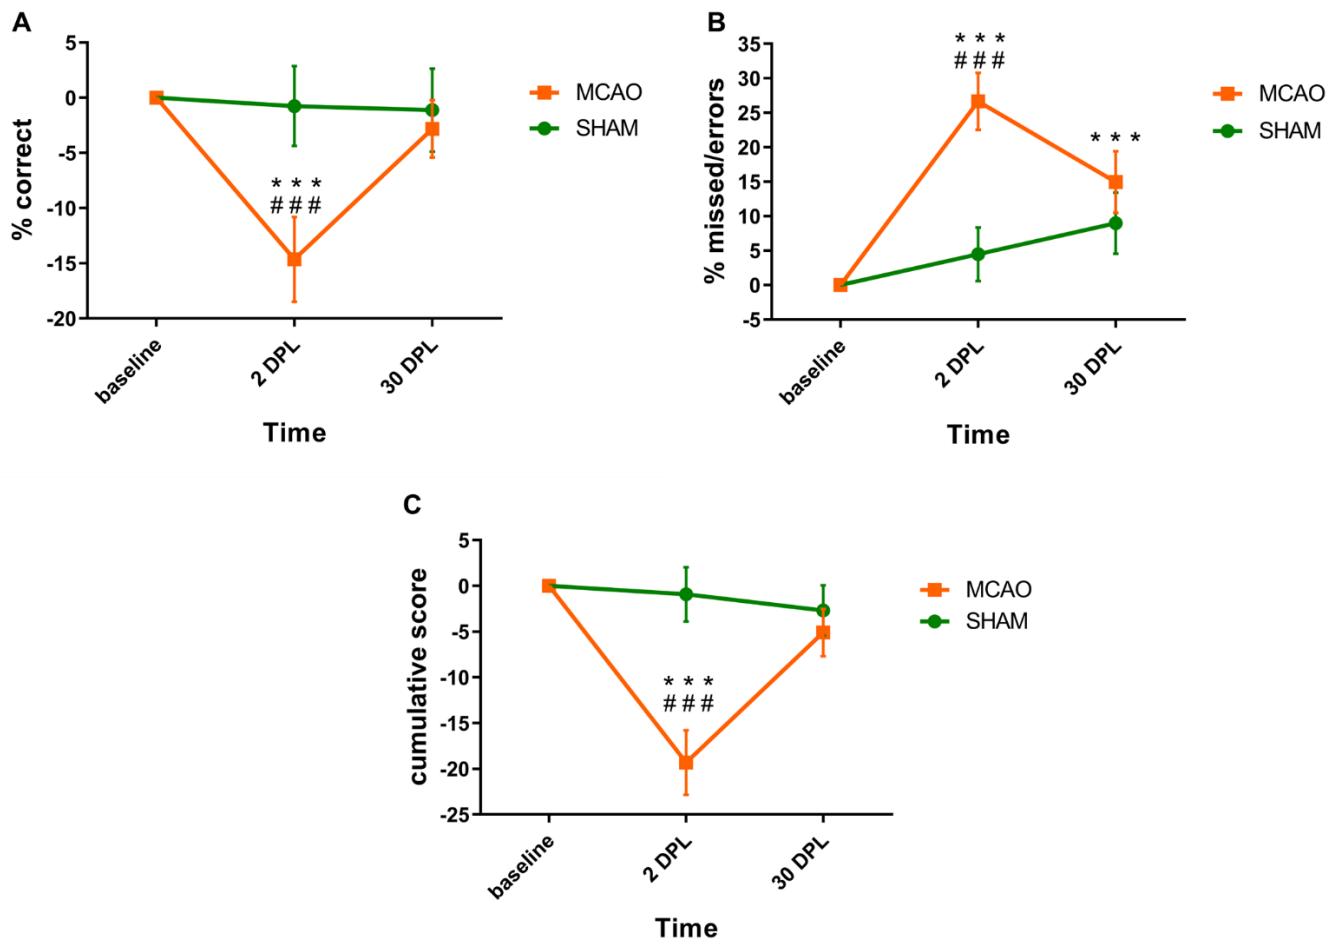 A
5
0
-5
-10
-15
-20
% correct
* * *
# # #
MCAO
SHAM
baseline
2 DPL
30 DPL
Time
B
35
30
25
20
15
10
5
0
-5
% missed/errors
* * *
# # #
* * *
MCAO
SHAM
baseline
2 DPL
30 DPL
Time
C
5
0
-5
-10
-15
-20
-25
cumulative score
* * *
# # #
MCAO
SHAM
baseline
2 DPL
30 DPL
Time